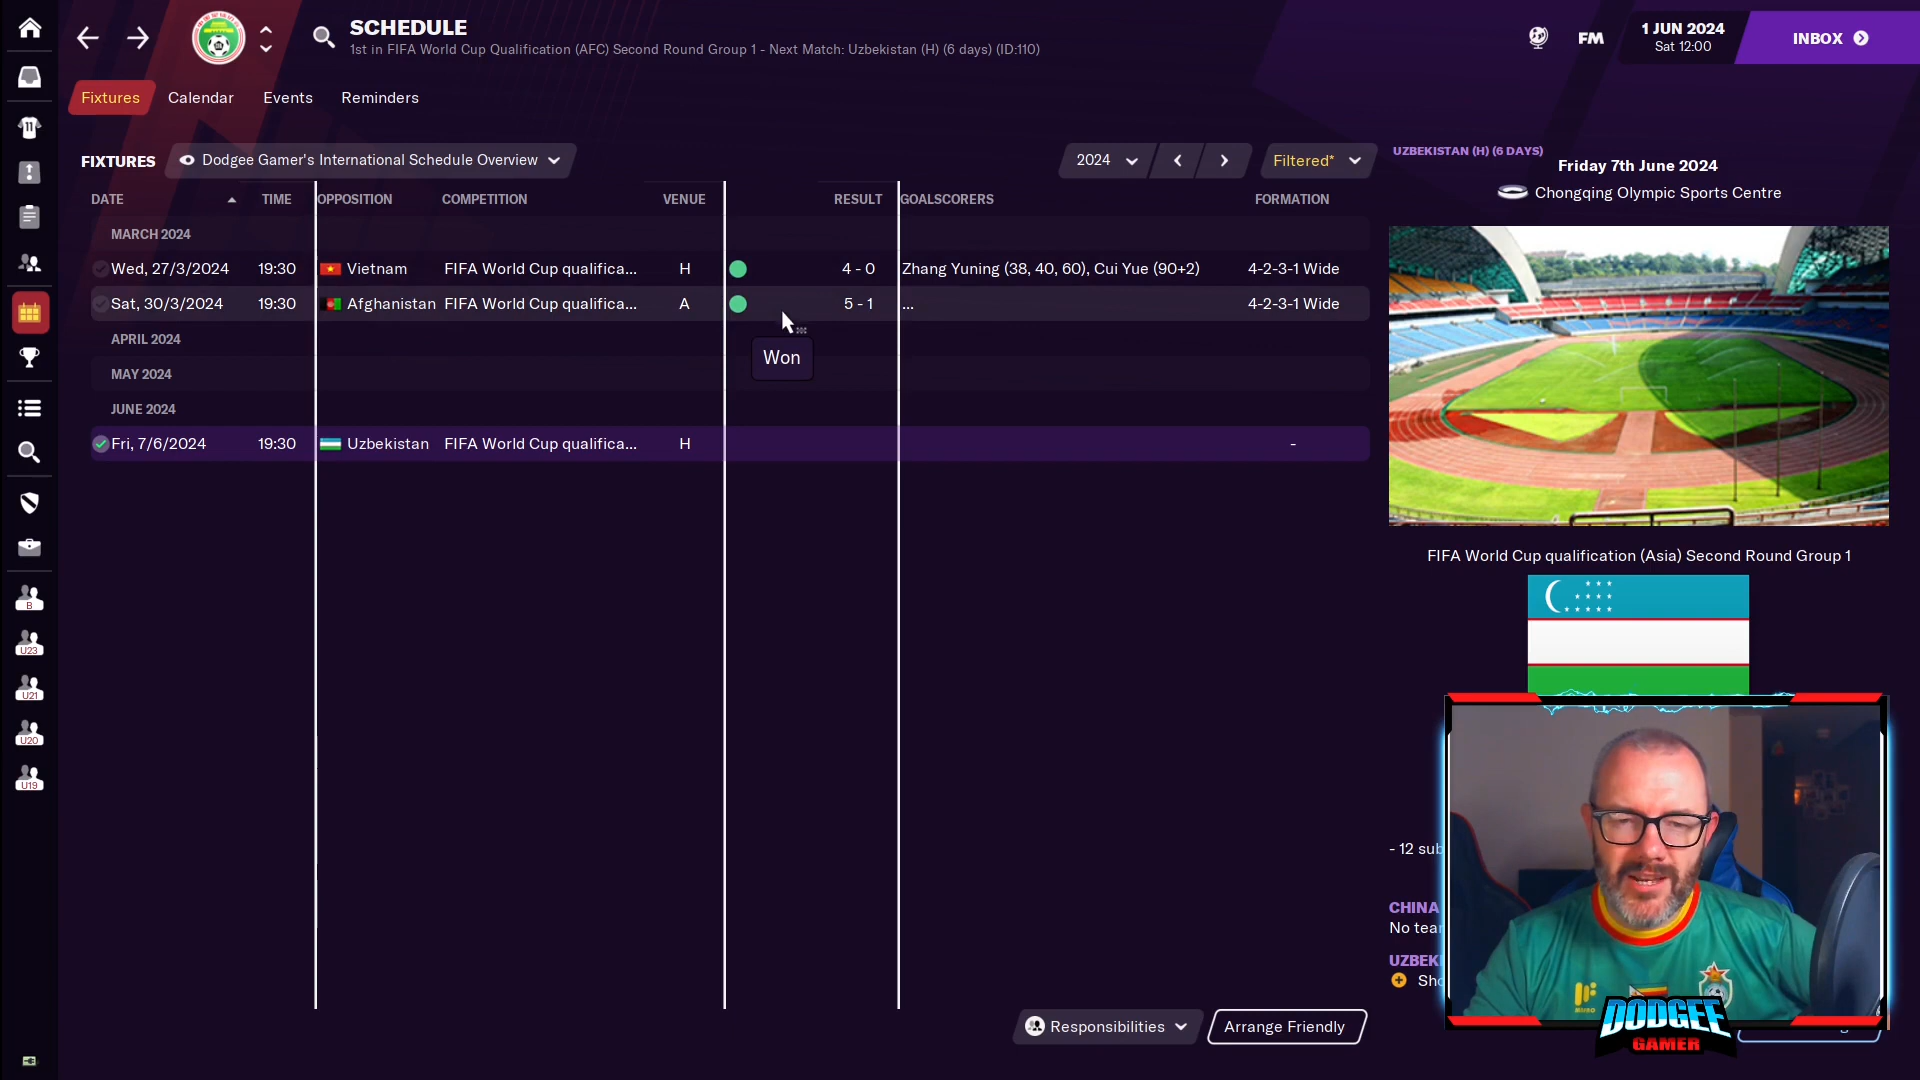 SCHEDULE
1st in FIFA World Cup Qualification (AFC) Second Round Group 1 - Next Match: Uzbekistan (H) (6 days) (ID:110)
FM
1 JUN 2024
Sat 12:00
INBOX
Fixtures Calendar Events Reminders
FIXTURES Dodgee Gamer's International Schedule Overview
2024 Filtered*
DATE TIME OPPOSITION COMPETITION VENUE RESULT GOALSCORERS FORMATION
MARCH 2024
Wed, 27/3/2024 19:30 Vietnam FIFA World Cup qualifica... H 4 - 0 Zhang Yuning (38, 40, 60), Cui Yue (90+2) 4-2-3-1 Wide
Sat, 30/3/2024 19:30 Afghanistan FIFA World Cup qualifica... A 5 - 1 ... 4-2-3-1 Wide
APRIL 2024
Won
MAY 2024
JUNE 2024
Fri, 7/6/2024 19:30 Uzbekistan FIFA World Cup qualifica... H -
UZBEKISTAN (H) (6 DAYS)
Friday 7th June 2024
Chongqing Olympic Sports Centre
FIFA World Cup qualification (Asia) Second Round Group 1
- 12 sub
CHINA
No tea
UZBEK
Sho
Responsibilities
Arrange Friendly
11
B
U23
U21
U20
U19
DODGEE
GAMER